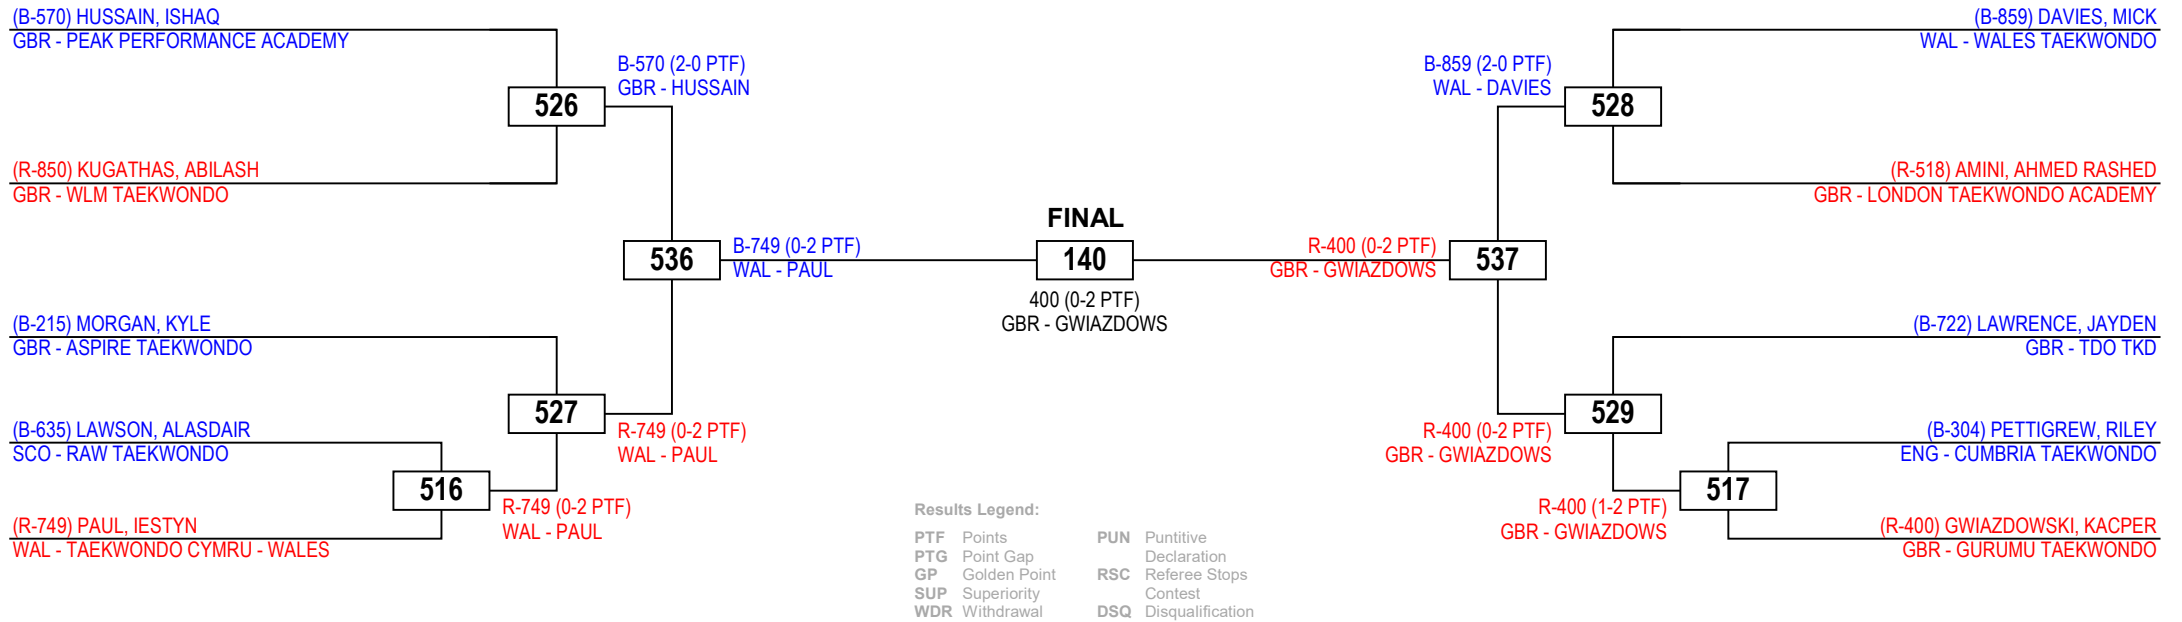 (B-570) HUSSAIN, ISHAQ
GBR - PEAK PERFORMANCE ACADEMY
B-570 (2-0 PTF)
GBR - HUSSAIN
526
(R-850) KUGATHAS, ABILASH
GBR - WLM TAEKWONDO
536
B-749 (0-2 PTF)
WAL - PAUL
(B-215) MORGAN, KYLE
GBR - ASPIRE TAEKWONDO
527
R-749 (0-2 PTF)
WAL - PAUL
(B-635) LAWSON, ALASDAIR
SCO - RAW TAEKWONDO
516
R-749 (0-2 PTF)
WAL - PAUL
(R-749) PAUL, IESTYN
WAL - TAEKWONDO CYMRU - WALES
FINAL
140
400 (0-2 PTF)
GBR - GWIAZDOWS
(B-859) DAVIES, MICK
WAL - WALES TAEKWONDO
B-859 (2-0 PTF)
WAL - DAVIES
528
(R-518) AMINI, AHMED RASHED
GBR - LONDON TAEKWONDO ACADEMY
R-400 (0-2 PTF)
GBR - GWIAZDOWS
537
(B-722) LAWRENCE, JAYDEN
GBR - TDO TKD
529
R-400 (0-2 PTF)
GBR - GWIAZDOWS
(B-304) PETTIGREW, RILEY
ENG - CUMBRIA TAEKWONDO
517
R-400 (1-2 PTF)
GBR - GWIAZDOWS
(R-400) GWIAZDOWSKI, KACPER
GBR - GURUMU TAEKWONDO
Results Legend:
PTF Points
PTG Point Gap
GP Golden Point
SUP Superiority
WDR Withdrawal
PUN Puntitive
Declaration
RSC Referee Stops
Contest
DSQ Disqualification